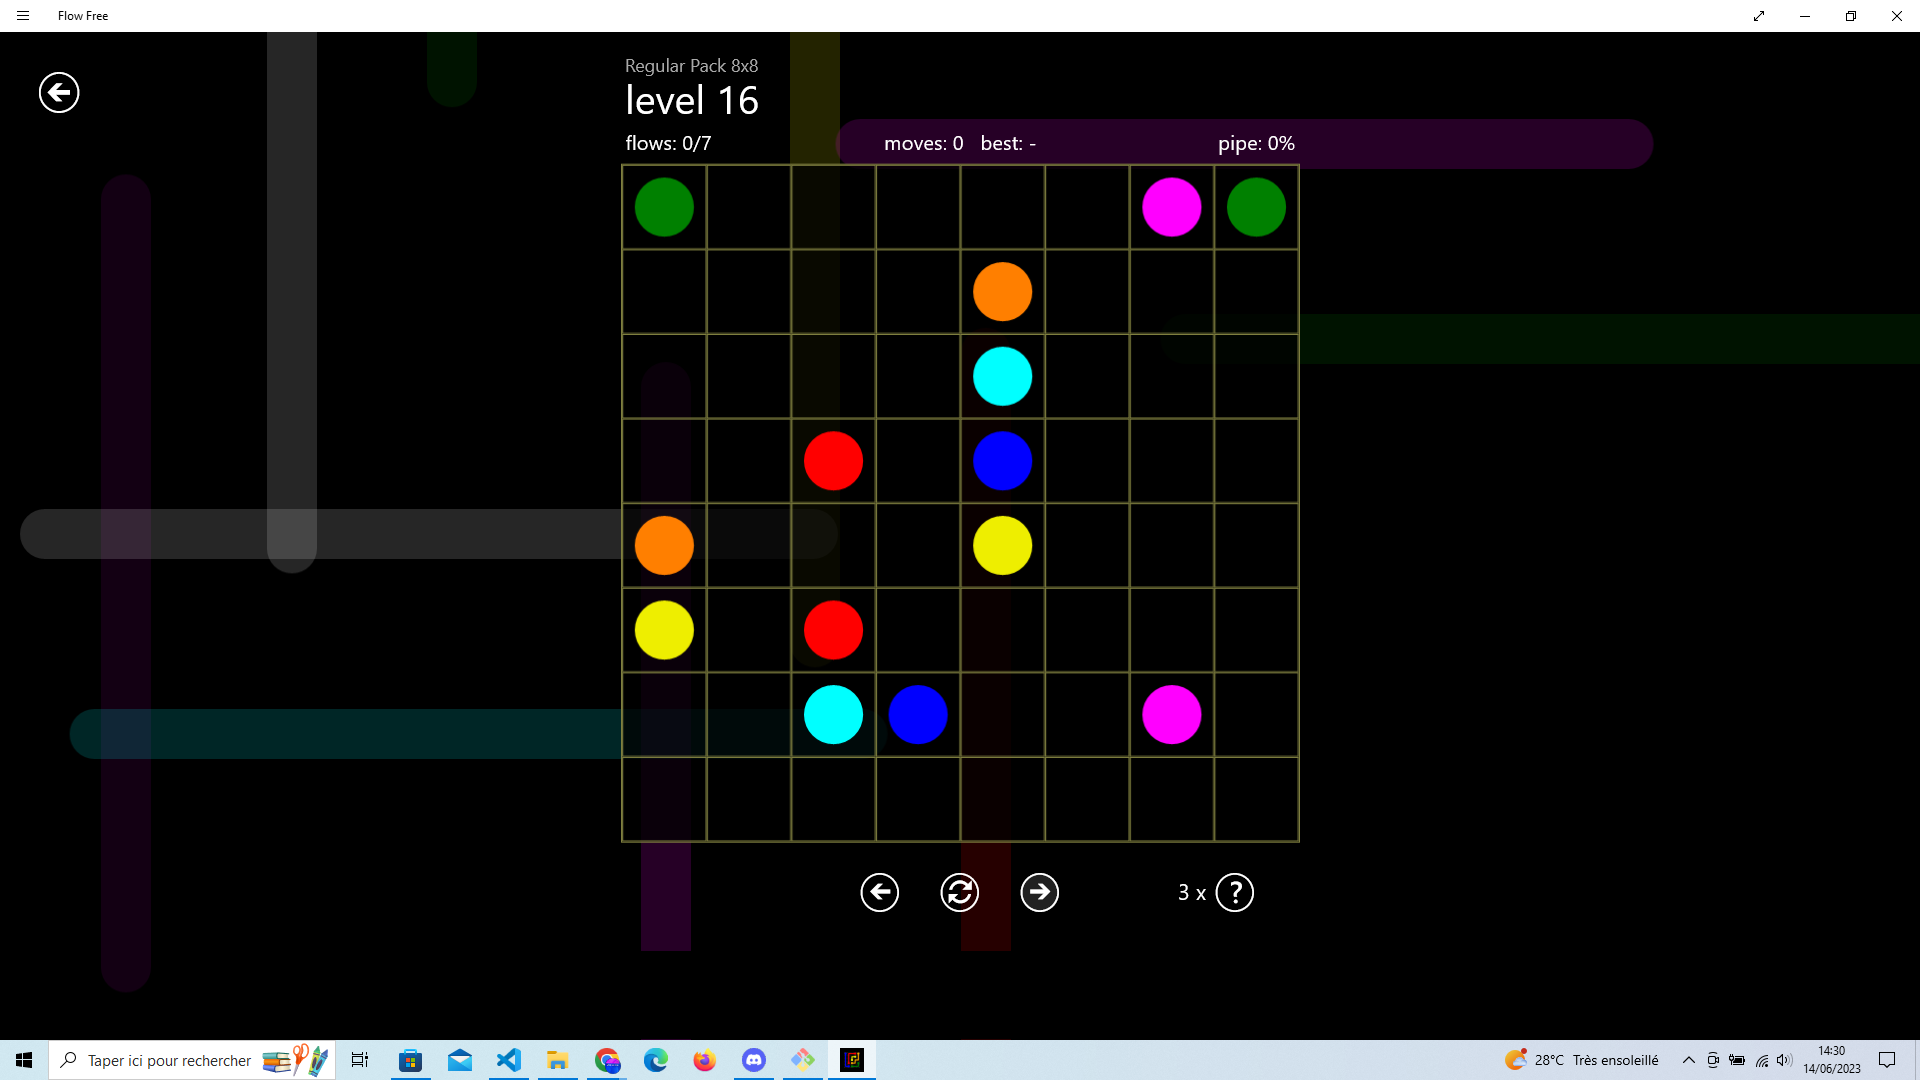 Flow Free
Regular Pack 8x8
level 16
flows: 0/7 moves: 0 best: - pipe: 0%
3 x ?
Taper ici pour rechercher
28°C Très ensoleillé
14:30
14/06/2023